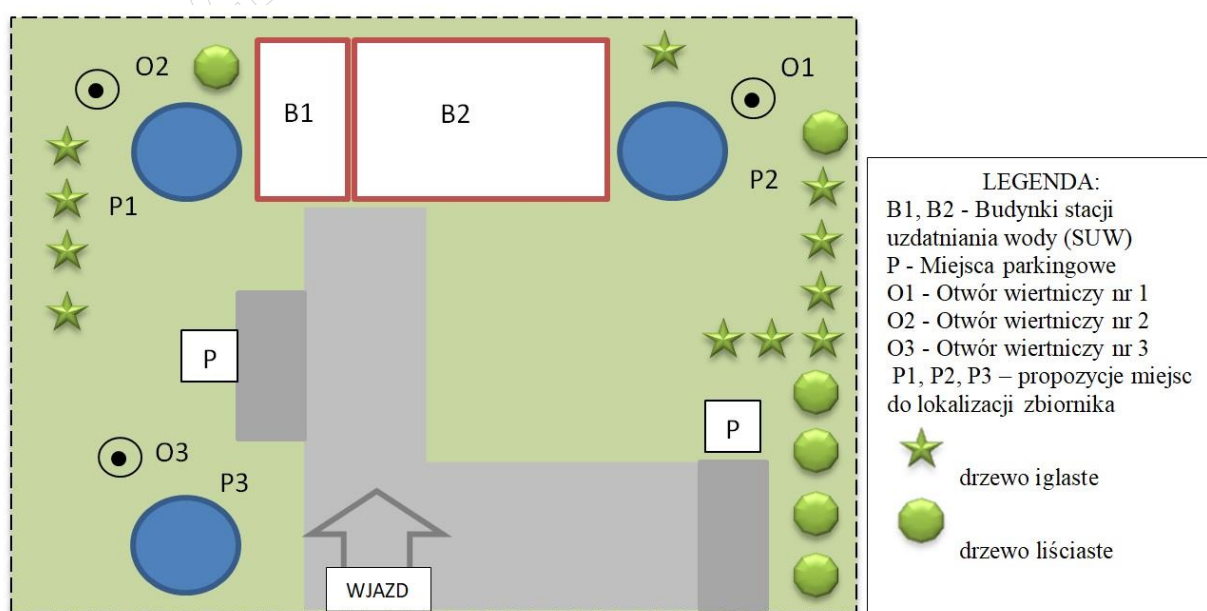 O2
O1
B1
B2
P1
P2
P
P
O3
P3
WJAZD
LEGENDA:
B1, B2 - Budynki stacji
uzdatniania wody (SUW)
P - Miejsca parkingowe
O1 - Otwór wiertniczy nr 1
O2 - Otwór wiertniczy nr 2
O3 - Otwór wiertniczy nr 3
P1, P2, P3 – propozycje miejsc
do lokalizacji zbiornika
drzewo iglaste
drzewo liściaste